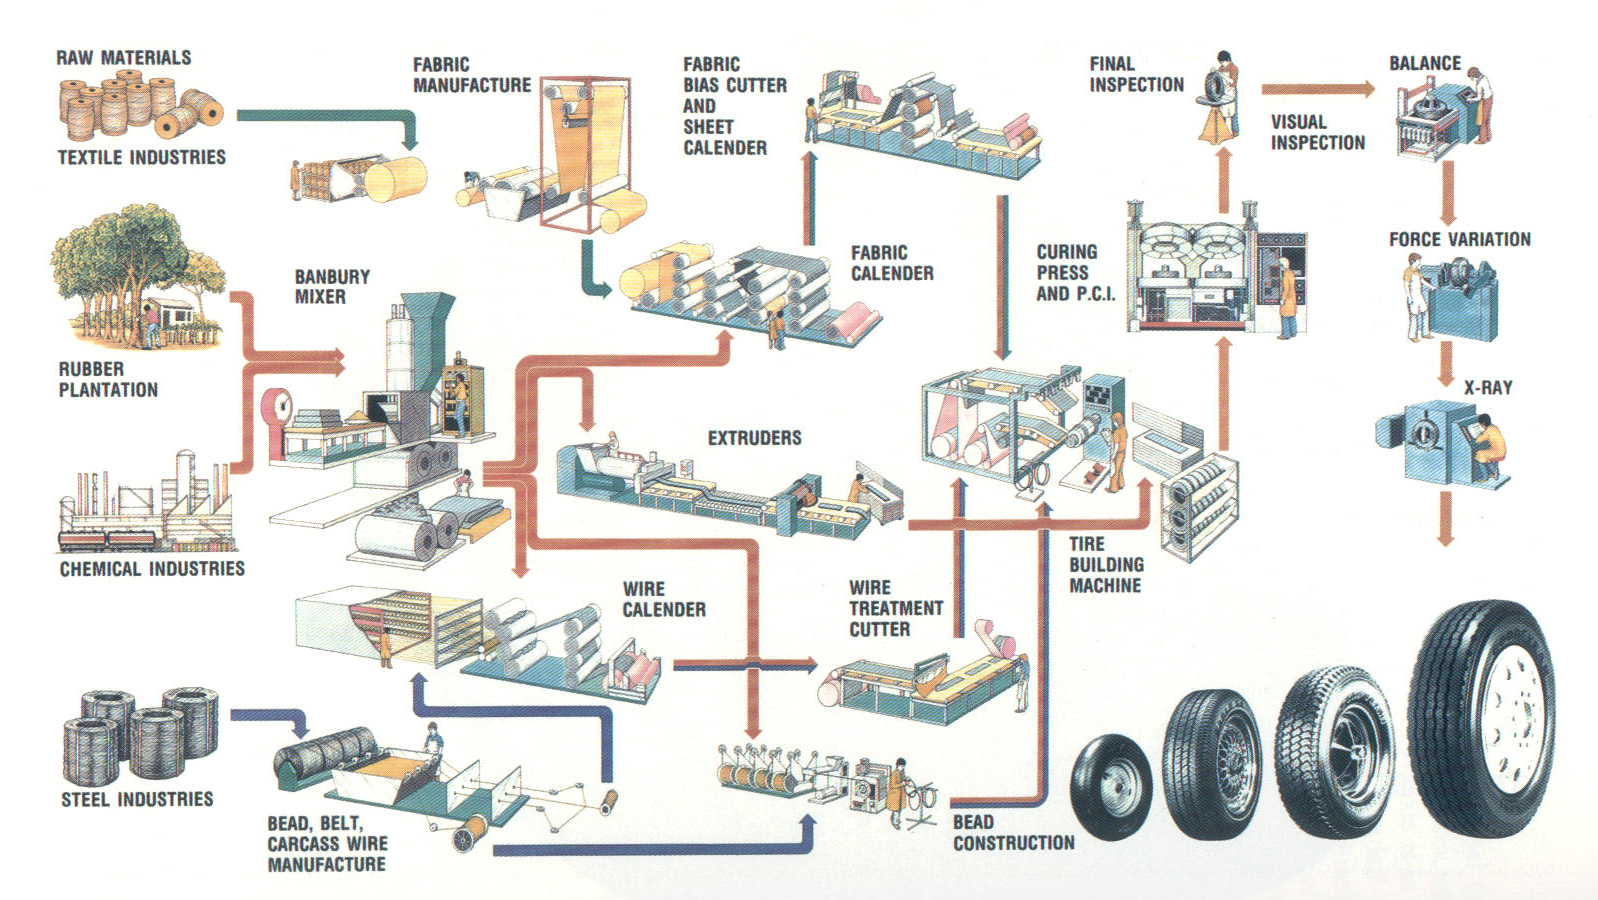 RAW MATERIALS
TEXTILE INDUSTRIES
RUBBER
PLANTATION
CHEMICAL INDUSTRIES
STEEL INDUSTRIES
FABRIC
MANUFACTURE
BANBURY
MIXER
BEAD, BELT,
CARCASS WIRE
MANUFACTURE
FABRIC
BIAS CUTTER
AND
SHEET
CALENDER
FABRIC
CALENDER
EXTRUDERS
WIRE
CALENDER
WIRE
TREATMENT
CUTTER
BEAD
CONSTRUCTION
TIRE
BUILDING
MACHINE
CURING
PRESS
AND P.C.I.
FINAL
INSPECTION
VISUAL
INSPECTION
BALANCE
FORCE VARIATION
X-RAY